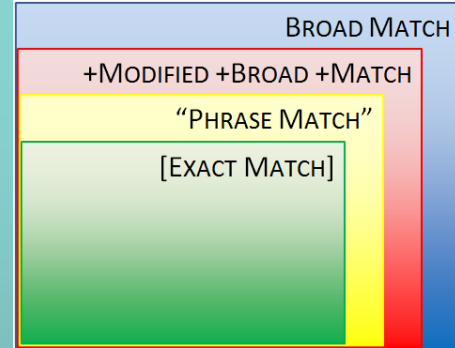 BROAD MATCH
+MODIFIED +BROAD +MATCH
“PHRASE MATCH”
[EXACT MATCH]